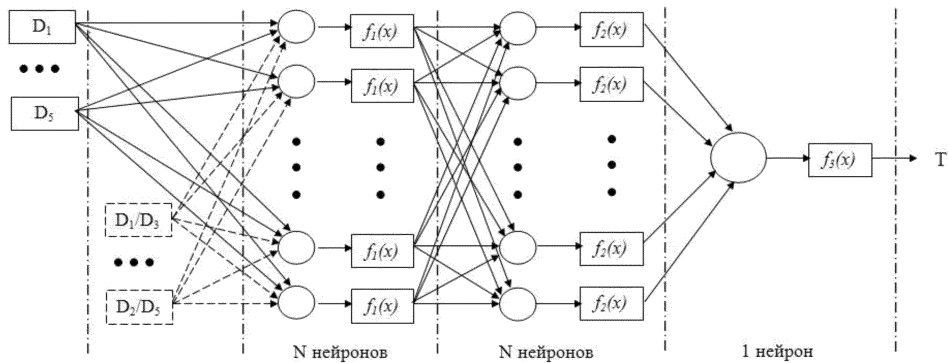 D₁
D₅
D₁/D₃
D₂/D₅
f₁(x)
f₁(x)
f₁(x)
f₁(x)
f₂(x)
f₂(x)
f₂(x)
f₂(x)
f₃(x)
T
N нейронов
N нейронов
1 нейрон